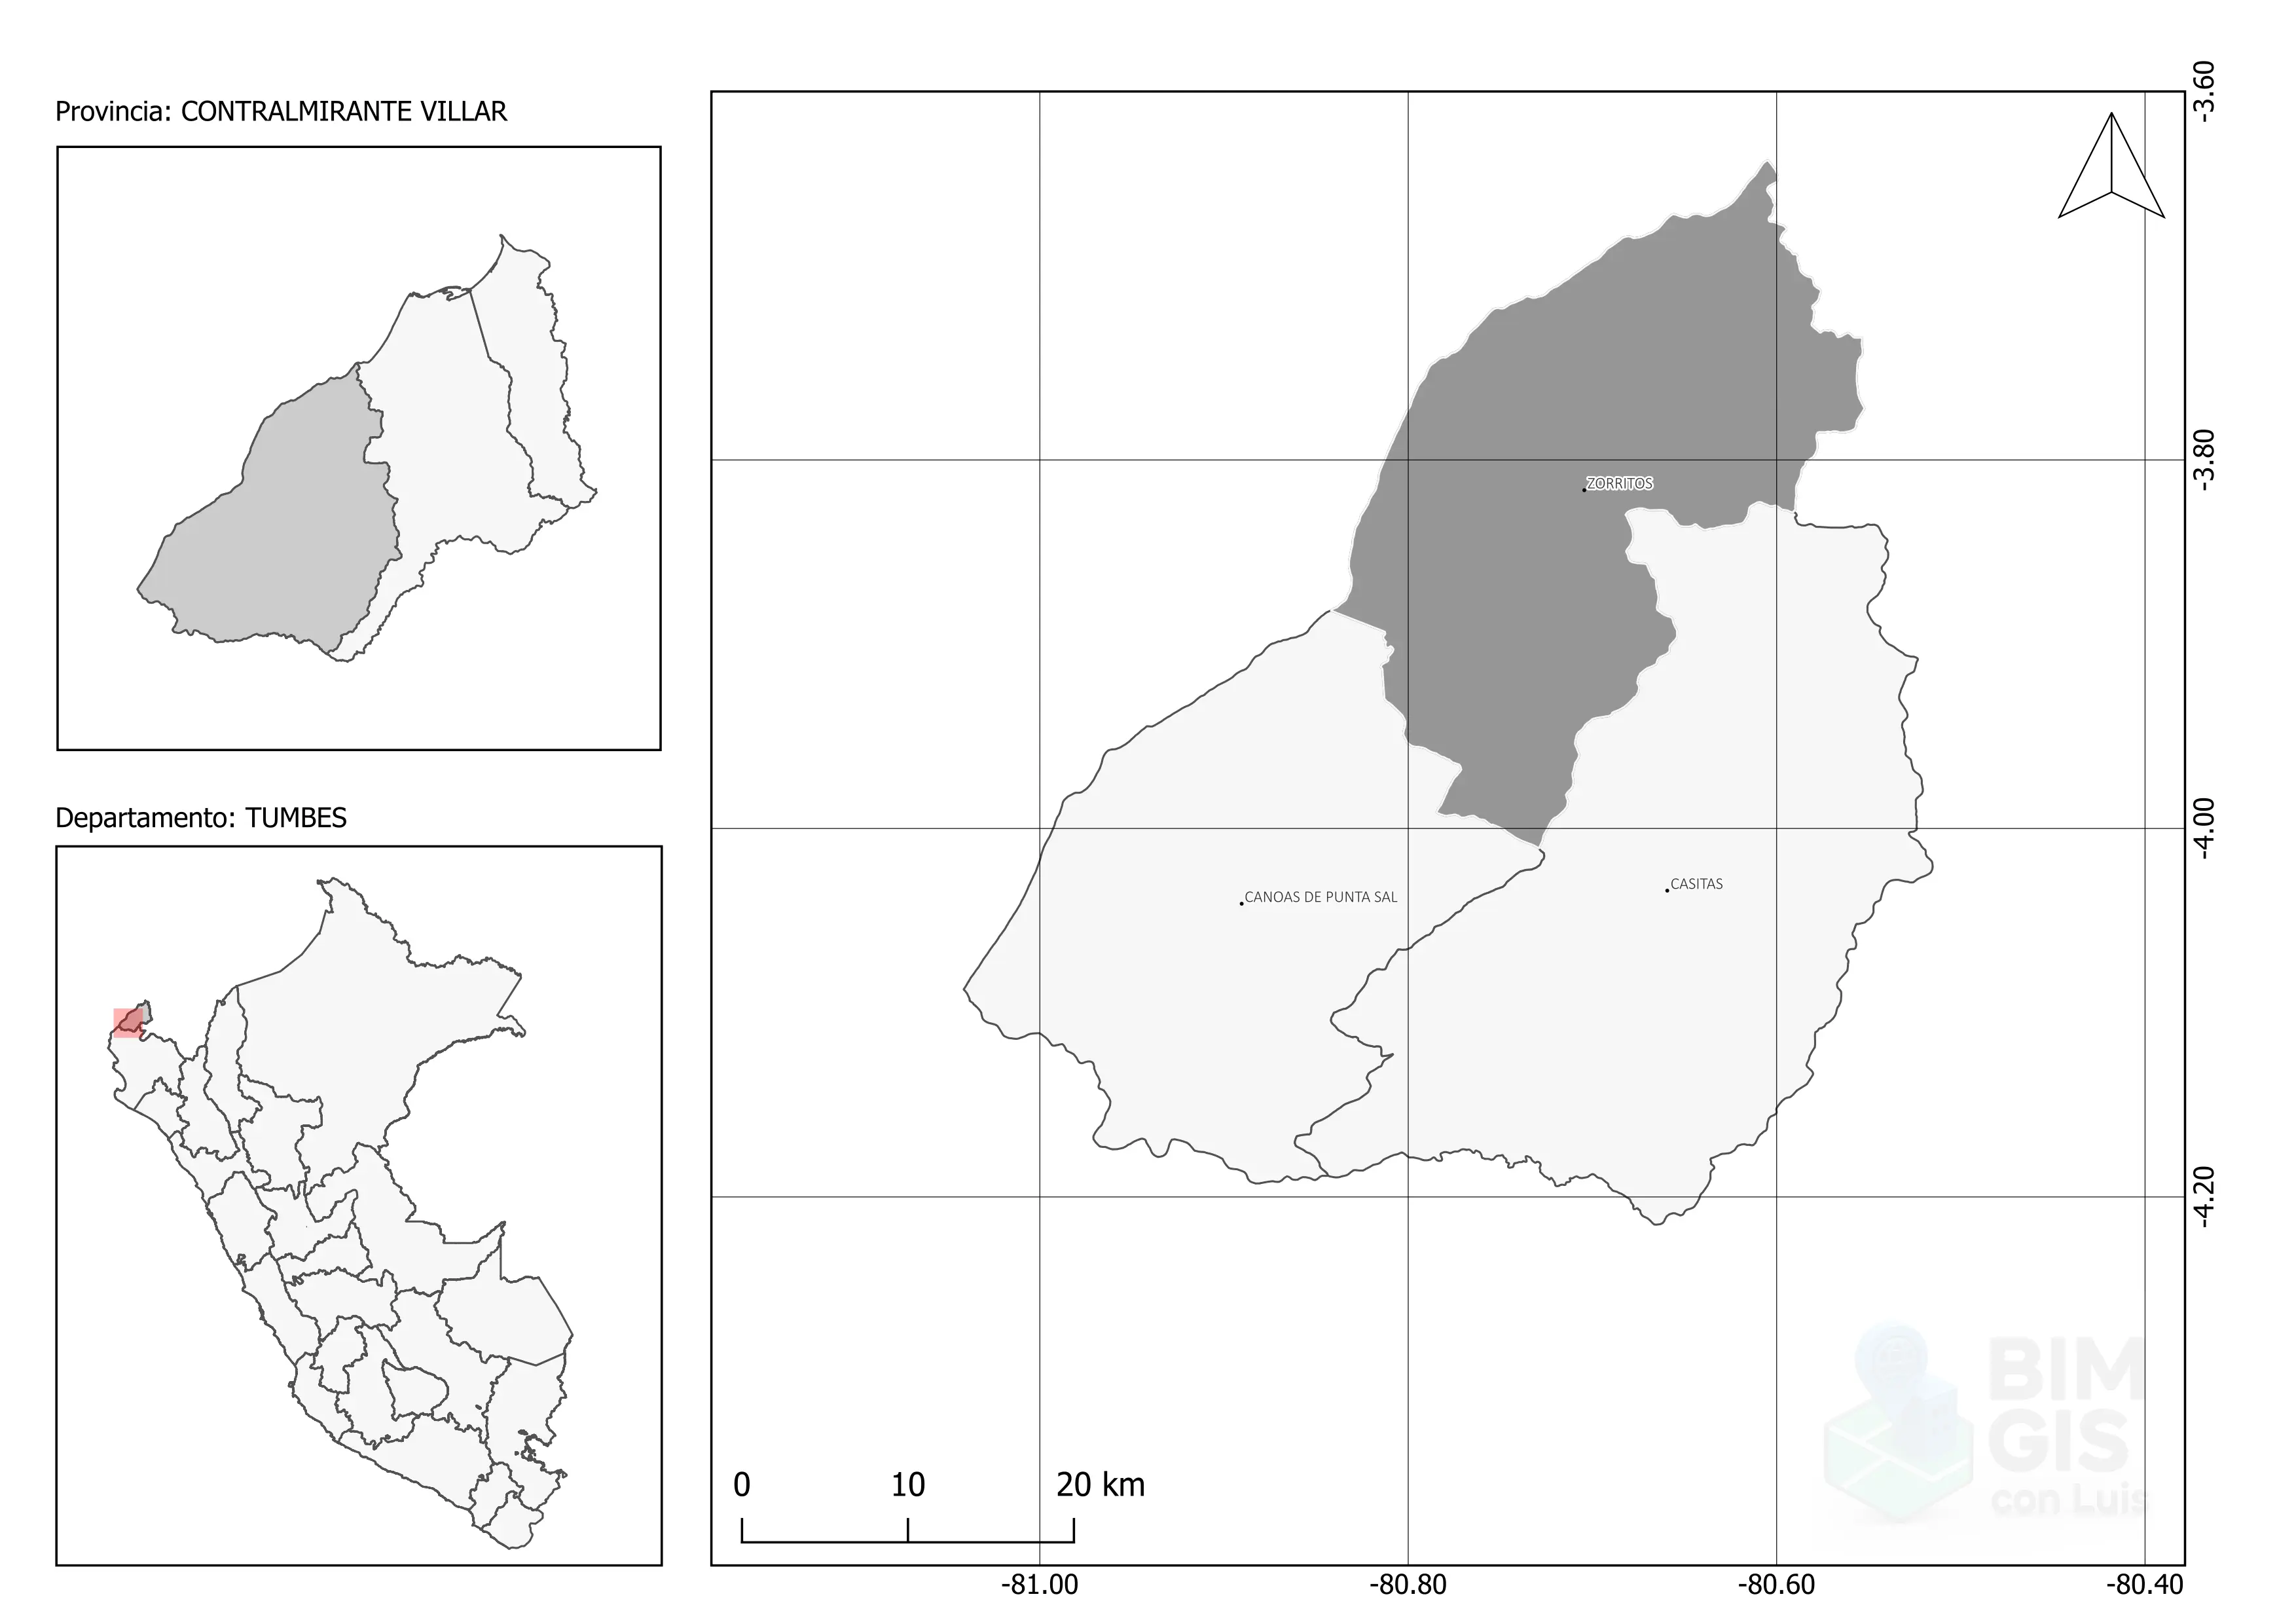 Provincia: CONTRALMIRANTE VILLAR
Departamento: TUMBES
ZORRITOS
CANOAS DE PUNTA SAL
CASITAS
-3.60
-3.80
-4.00
-4.20
0 10 20 km
-81.00 -80.80 -80.60 -80.40
BIM
GIS
con Luis